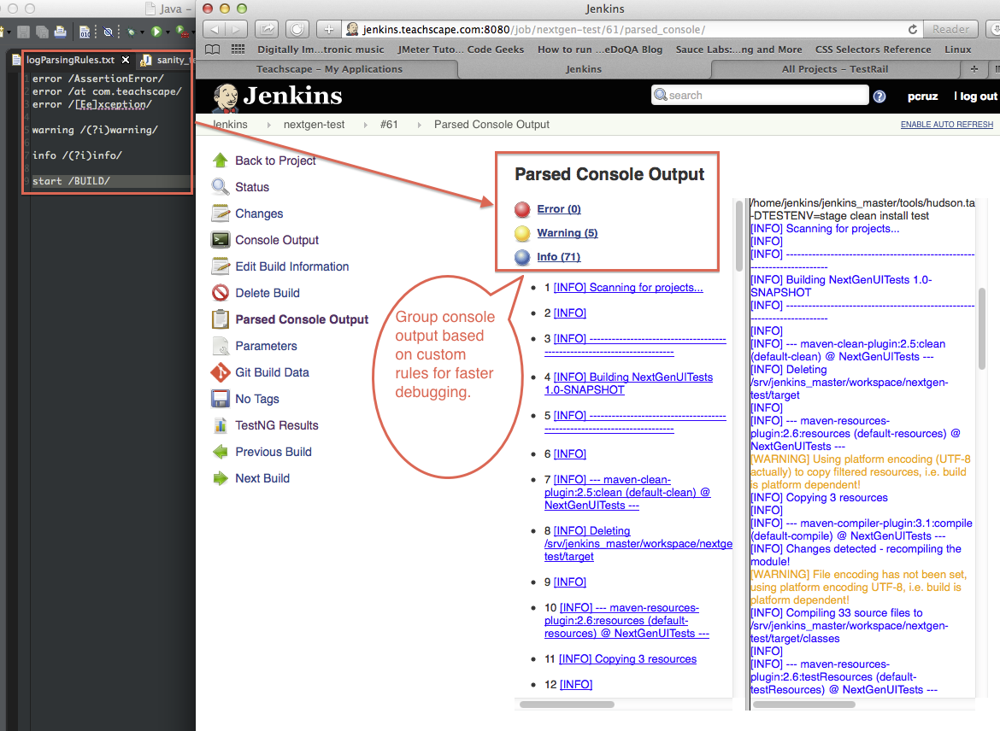 Java –
Jenkins
jenkins.teachscape.com:8080/job/nextgen-test/61/parsed_console/
Reader
Digitally Im...tronic music
JMeter Tuto... Code Geeks
How to run ...eDoQA Blog
Sauce Labs:...ng and More
CSS Selectors Reference
Linux
Teachscape – My Applications
Jenkins
All Projects – TestRail
logParsingRules.txt
sanity_te
1 error /AssertionError/
2 error /at com.teachscape/
3 error /[Ee]xception/
4
5 warning /(?i)warning/
6
7 info /(?i)info/
8
9 start /BUILD/
Jenkins
search
pcruz
| log out
Jenkins
nextgen-test
#61
Parsed Console Output
ENABLE AUTO REFRESH
Back to Project
Status
Changes
Console Output
Edit Build Information
Delete Build
Parsed Console Output
Parameters
Git Build Data
No Tags
TestNG Results
Previous Build
Next Build
Group console
output based
on custom
rules for faster
debugging.
Parsed Console Output
Error (0)
Warning (5)
Info (71)
1 [INFO] Scanning for projects...
2 [INFO]
3 [INFO] -------------------------------------
-----------------------------------
4 [INFO] Building NextGenUITests
1.0-SNAPSHOT
5 [INFO] -------------------------------------
-----------------------------------
6 [INFO]
7 [INFO] --- maven-clean-
plugin:2.5:clean (default-clean) @
NextGenUITests ---
8 [INFO] Deleting
/srv/jenkins_master/workspace/nextge
test/target
9 [INFO]
10 [INFO] --- maven-resources-
plugin:2.6:resources (default-
resources) @ NextGenUITests ---
11 [INFO] Copying 3 resources
12 [INFO]
/home/jenkins/jenkins_master/tools/hudson.ta
-DTESTENV=stage clean install test
[INFO] Scanning for projects...
[INFO]
[INFO] ---------------------------------------------------
---------------------
[INFO] Building NextGenUITests 1.0-
SNAPSHOT
[INFO] ---------------------------------------------------
---------------------
[INFO]
[INFO] --- maven-clean-plugin:2.5:clean
(default-clean) @ NextGenUITests ---
[INFO] Deleting
/srv/jenkins_master/workspace/nextgen-
test/target
[INFO]
[INFO] --- maven-resources-
plugin:2.6:resources (default-resources) @
NextGenUITests ---
[WARNING] Using platform encoding (UTF-8
actually) to copy filtered resources, i.e. build
is platform dependent!
[INFO] Copying 3 resources
[INFO]
[INFO] --- maven-compiler-plugin:3.1:compile
(default-compile) @ NextGenUITests ---
[INFO] Changes detected - recompiling the
module!
[WARNING] File encoding has not been set,
using platform encoding UTF-8, i.e. build is
platform dependent!
[INFO] Compiling 33 source files to
/srv/jenkins_master/workspace/nextgen-
test/target/classes
[INFO]
[INFO] --- maven-resources-
plugin:2.6:testResources (default-
testResources) @ NextGenUITests ---